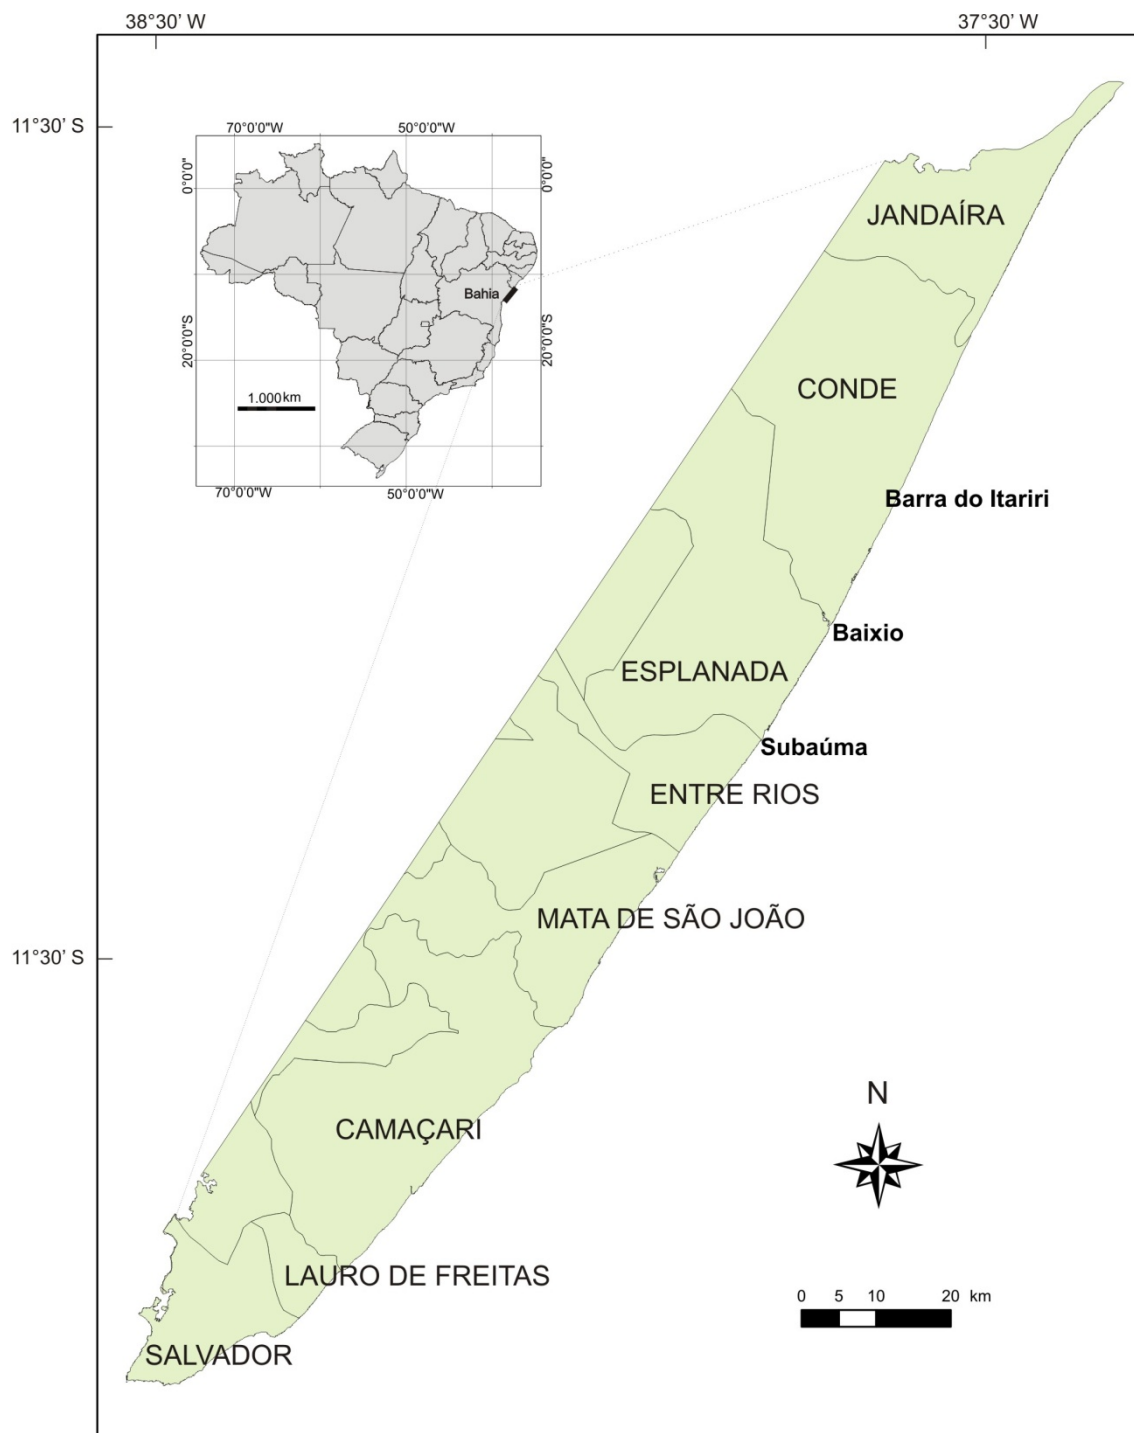 38°30’ W
37°30’ W
11°30’ S
70°0'0"W
50°0'0"W
0°0'0"
0°0'0"
JANDAÍRA
Bahia
20°0'0"S
20°0'0"S
CONDE
1.000 km
70°0'0"W
50°0'0"W
Barra do Itariri
Baixio
ESPLANADA
Subaúma
ENTRE RIOS
MATA DE SÃO JOÃO
11°30’ S
N
CAMAÇARI
LAURO DE FREITAS
0 5 10 20 km
SALVADOR